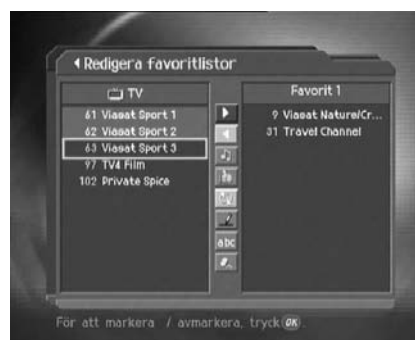 Redigera favoritlistor
TV
61 Viasat Sport 1
62 Viasat Sport 2
63 Viasat Sport 3
97 TV4 Film
102 Private Spice
abc
Favorit 1
9 Viasat Nature/Cr...
31 Travel Channel
För att markera / avmarkera, tryck OK.